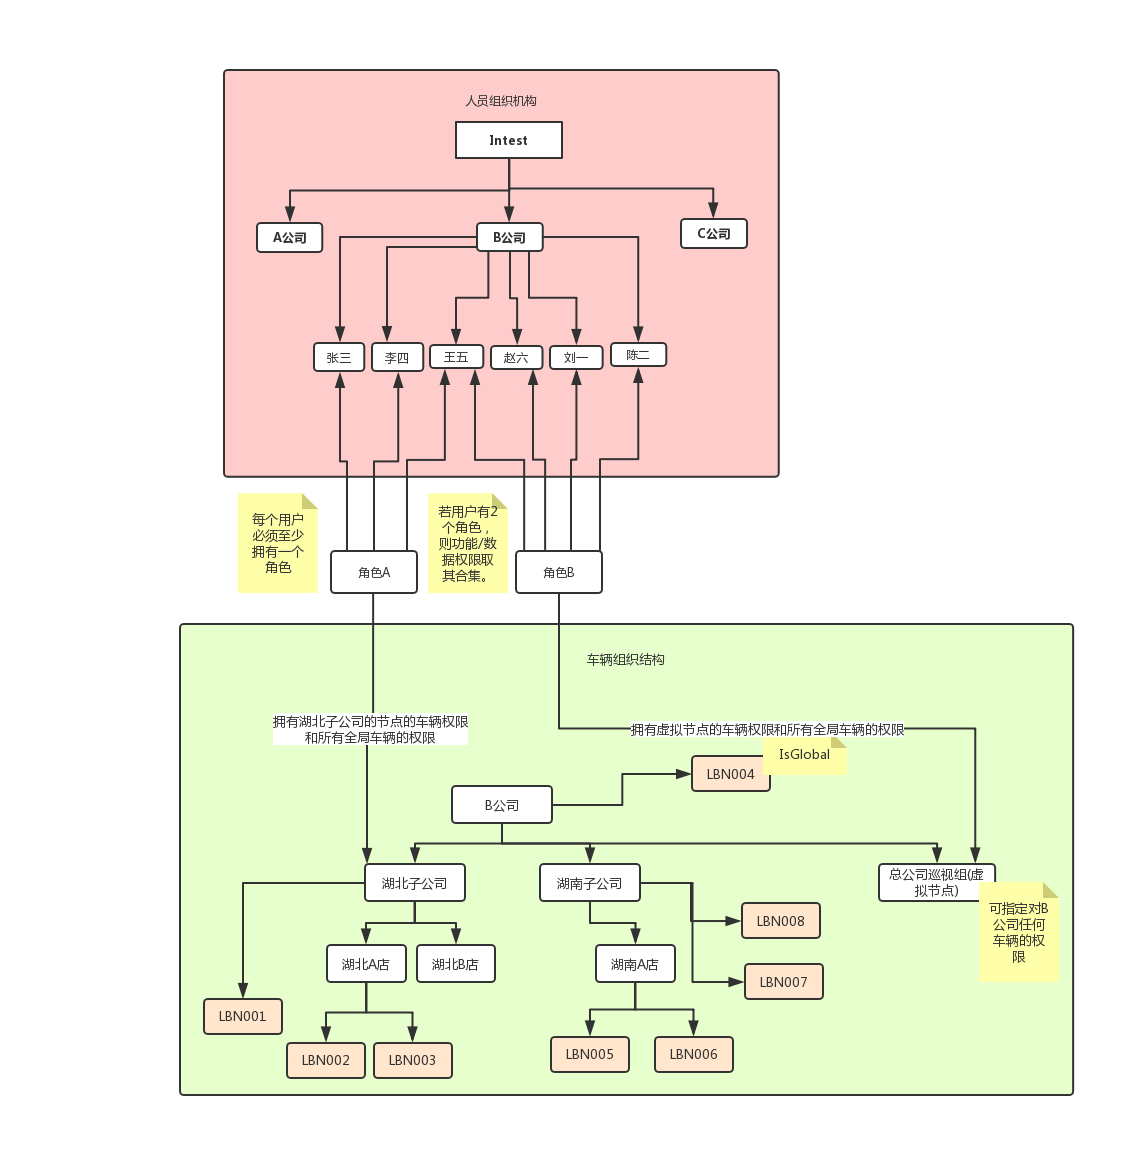 人员组织机构
Intest
A公司
B公司
C公司
张三
李四
王五
赵六
刘一
陈二
每个用户
必须至少
拥有一个
角色
若用户有2
个角色，
则功能/数
据权限取
其合集。
角色A
角色B
车辆组织结构
拥有湖北子公司的节点的车辆权限
和所有全局车辆的权限
拥有虚拟节点的车辆权限和所有全局车辆的权限
IsGlobal
LBN004
B公司
湖北子公司
湖南子公司
总公司巡视组(虚
拟节点)
可指定对B
公司任何
车辆的权
限
LBN008
湖北A店
湖北B店
湖南A店
LBN007
LBN001
LBN002
LBN003
LBN005
LBN006